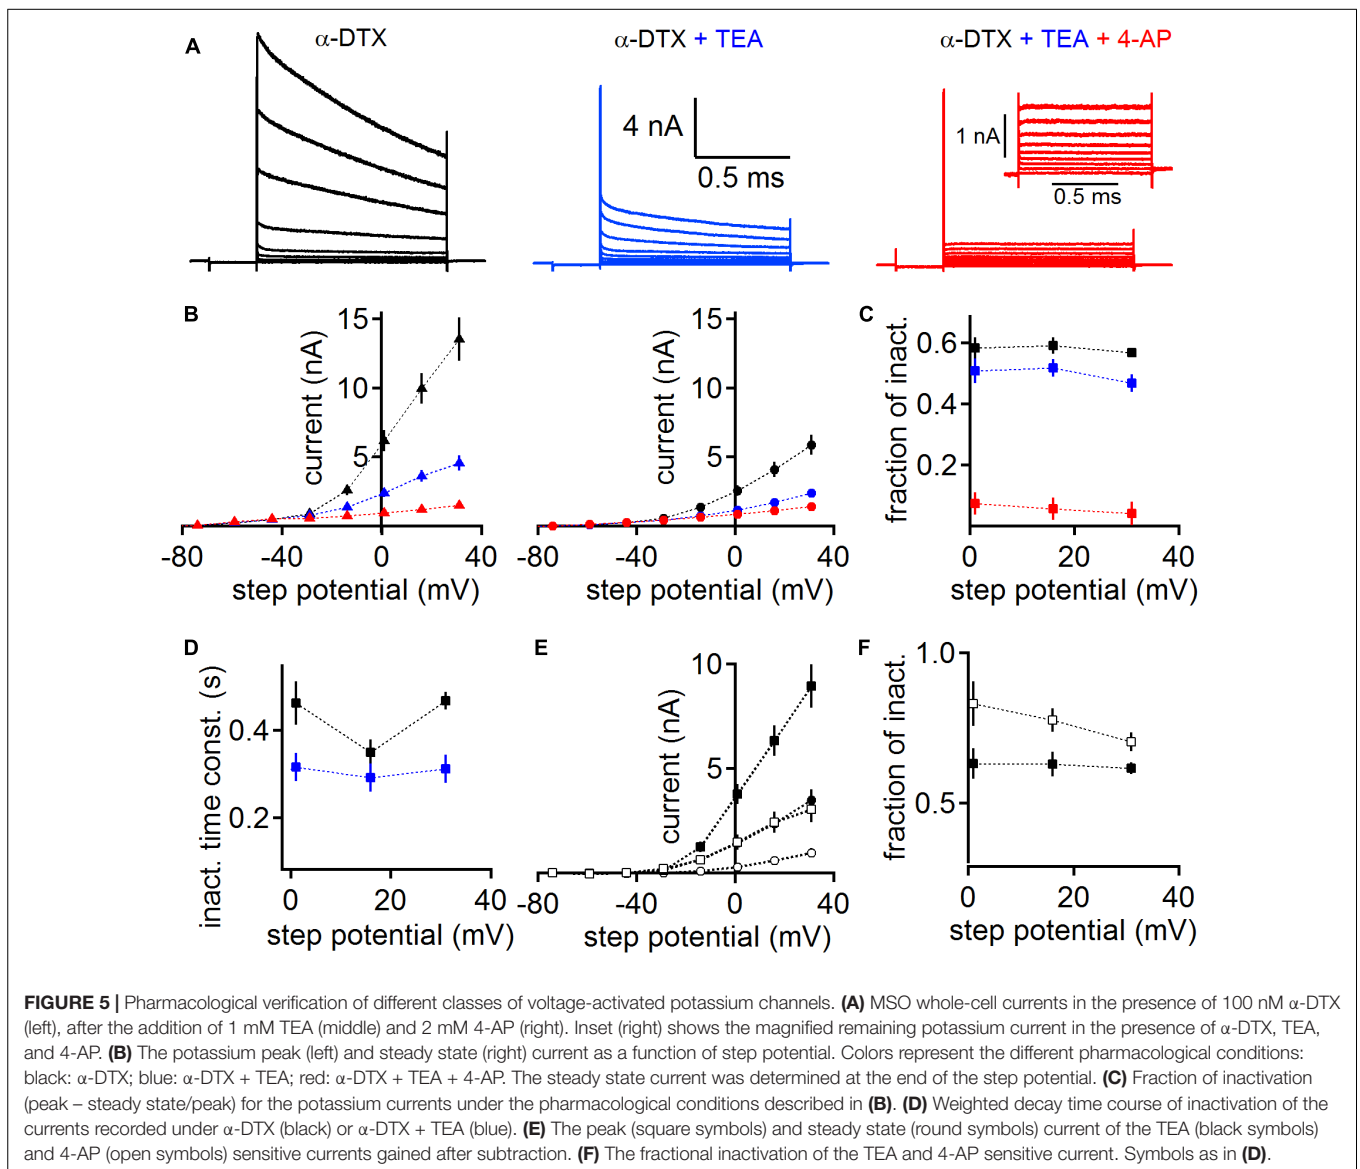 A
α-DTX
α-DTX + TEA
α-DTX + TEA + 4-AP
4 nA
0.5 ms
1 nA
0.5 ms
B
current (nA)
15
10
5
-80 -40 0 40
step potential (mV)
current (nA)
15
10
5
-80 -40 0 40
step potential (mV)
C
fraction of inact.
0.6
0.4
0.2
0 20 40
step potential (mV)
D
inact. time const. (s)
0.4
0.2
0 20 40
step potential (mV)
E
current (nA)
10
5
-80 -40 0 40
step potential (mV)
F
fraction of inact.
1.0
0.5
0 20 40
step potential (mV)
FIGURE 5 | Pharmacological verification of different classes of voltage-activated potassium channels. (A) MSO whole-cell currents in the presence of 100 nM α-DTX
(left), after the addition of 1 mM TEA (middle) and 2 mM 4-AP (right). Inset (right) shows the magnified remaining potassium current in the presence of α-DTX, TEA,
and 4-AP. (B) The potassium peak (left) and steady state (right) current as a function of step potential. Colors represent the different pharmacological conditions:
black: α-DTX; blue: α-DTX + TEA; red: α-DTX + TEA + 4-AP. The steady state current was determined at the end of the step potential. (C) Fraction of inactivation
(peak – steady state/peak) for the potassium currents under the pharmacological conditions described in (B). (D) Weighted decay time course of inactivation of the
currents recorded under α-DTX (black) or α-DTX + TEA (blue). (E) The peak (square symbols) and steady state (round symbols) current of the TEA (black symbols)
and 4-AP (open symbols) sensitive currents gained after subtraction. (F) The fractional inactivation of the TEA and 4-AP sensitive current. Symbols as in (D).